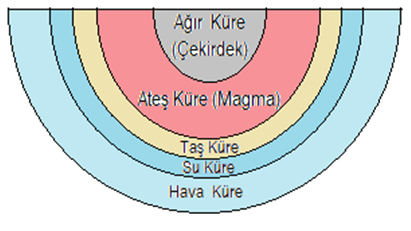 Ağır Küre
(Çekirdek)
Ateş Küre (Magma)
Taş Küre
Su Küre
Hava Küre